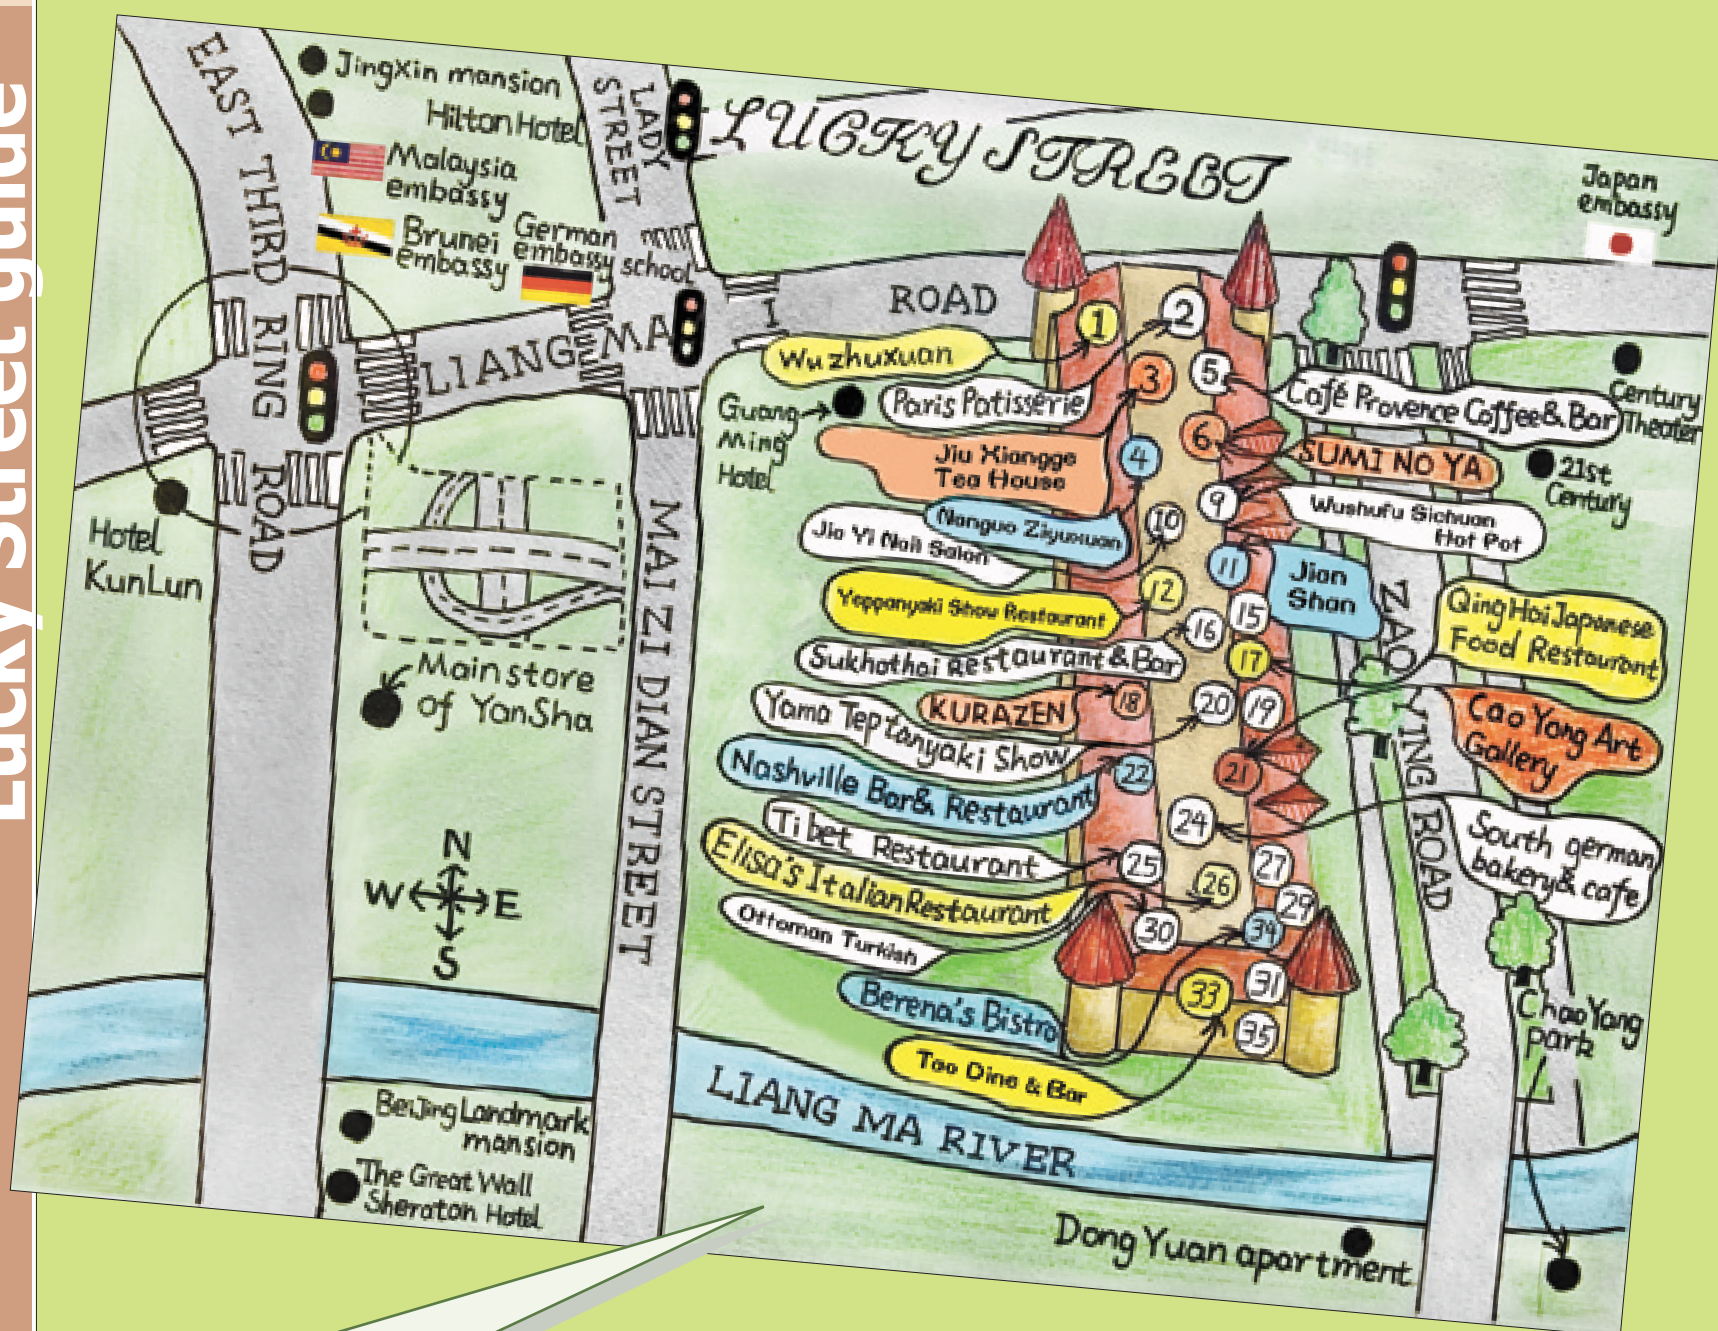 Lucky Street guide
LUCKY STREET
EAST THIRD RING ROAD
JingXin mansion
Hilton Hotel
Malaysia
embassy
Brunei
embassy
German
embassy school
LADY
STREET
Japan
embassy
LIANG MA
ROAD
1
2
3
4
5
6
9
10
11
12
15
16
17
18
19
20
21
22
24
25
26
27
29
30
31
33
35
39
Wu zhuxuan
Paris Patisserie
Guang
Ming
Hotel
Jiu Xiangge
Tea House
Nanguo Ziyuxuan
Jia Yi Nail Salon
Yeppanyaki Show Restaurant
Sukhothai Restaurant & Bar
KURAZEN
Yama Teptanyaki Show
Nashville Bar & Restaurant
Tibet Restaurant
Elisa's Italian Restaurant
Ottoman Turkish
Berena's Bistro
Tao Dine & Bar
Café Provence Coffee & Bar
Century
Theater
SUMI NO YA
21st
Century
Wushufu Sichuan
Hot Pot
Jian
Shan
QingHai Japanese
Food Restaurant
Cao Yang Art
Gallery
South german
bakery & cafe
ZAO YING ROAD
ChaoYang
park
Hotel
KunLun
Main store
of YanSha
MAIZI DIAN STREET
N
W
E
S
BeiJing Landmark
mansion
The Great Wall
Sheraton Hotel
LIANG MA RIVER
Dong Yuan apartment